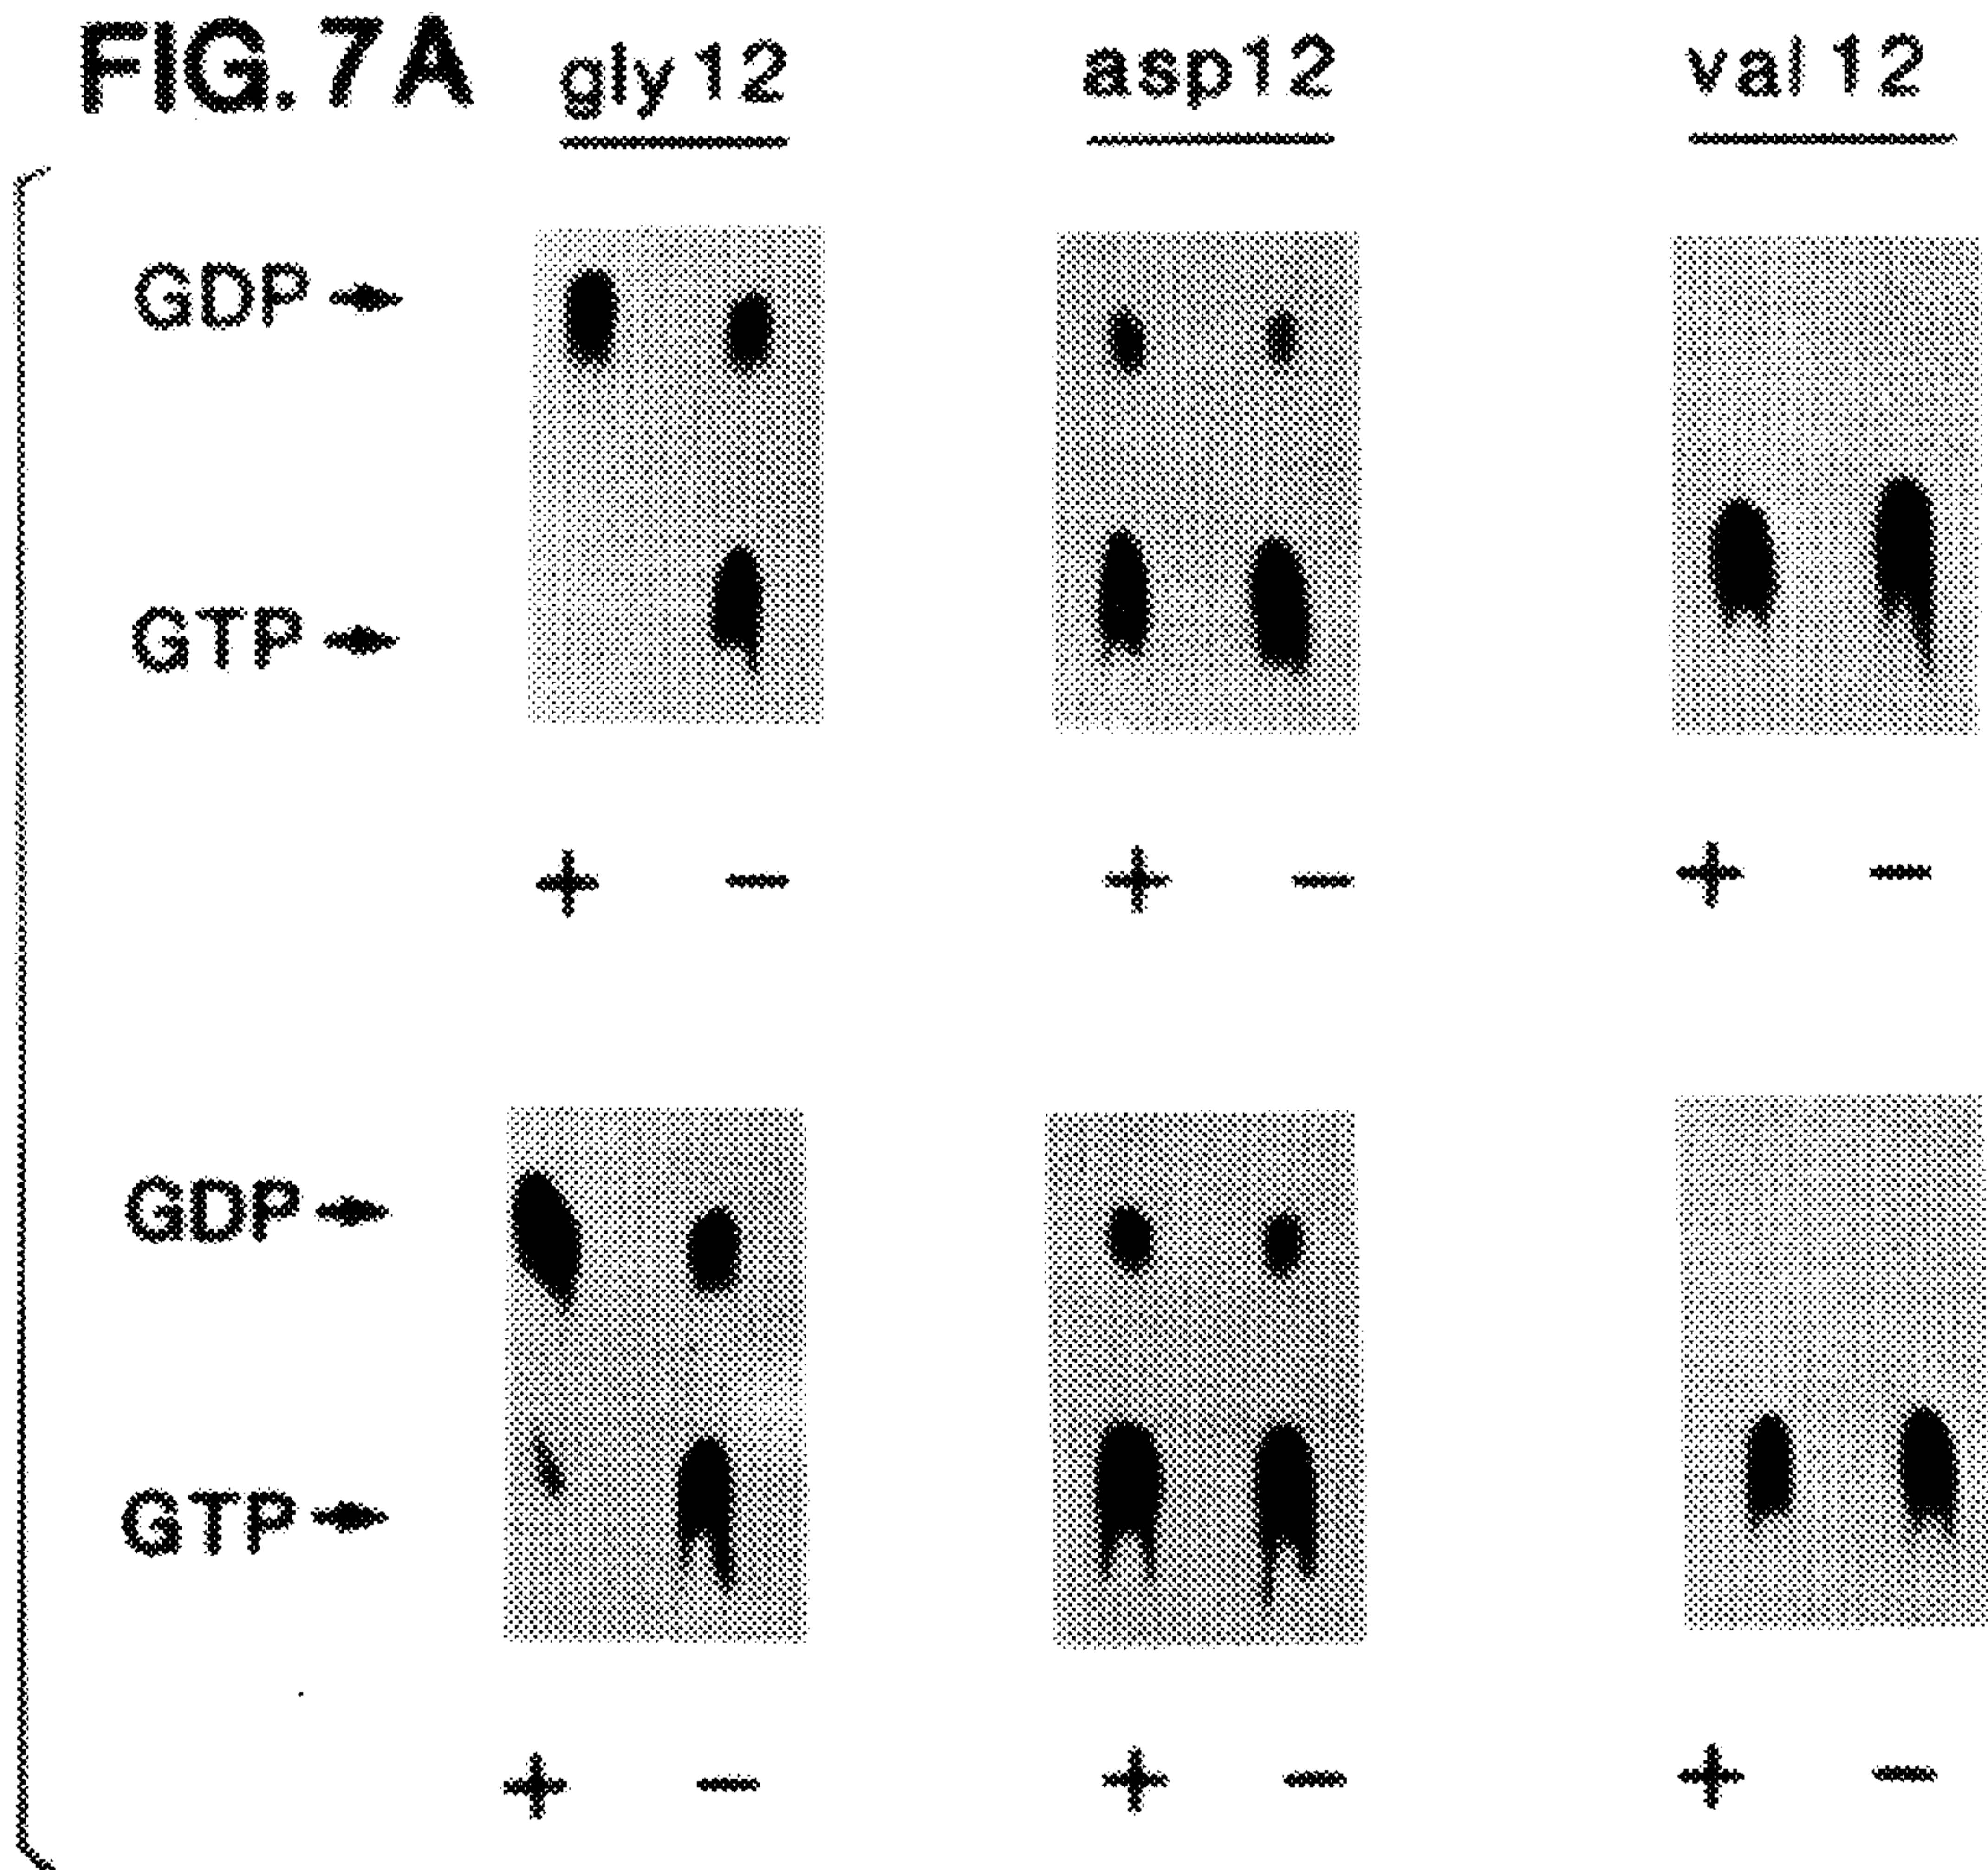 FIG. 7A gly 12 asp12 val 12
GDP
GTP
+ − + − + −
GDP
GTP
+ − + − + −